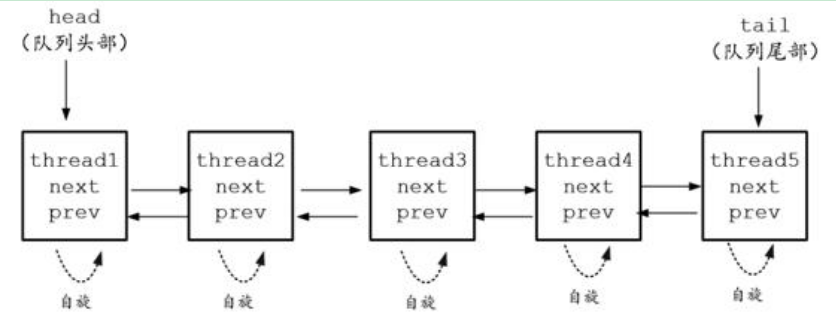 head
(队列头部)
tail
(队列尾部)
thread1
next
prev
thread2
next
prev
thread3
next
prev
thread4
next
prev
thread5
next
prev
自旋
自旋
自旋
自旋
自旋